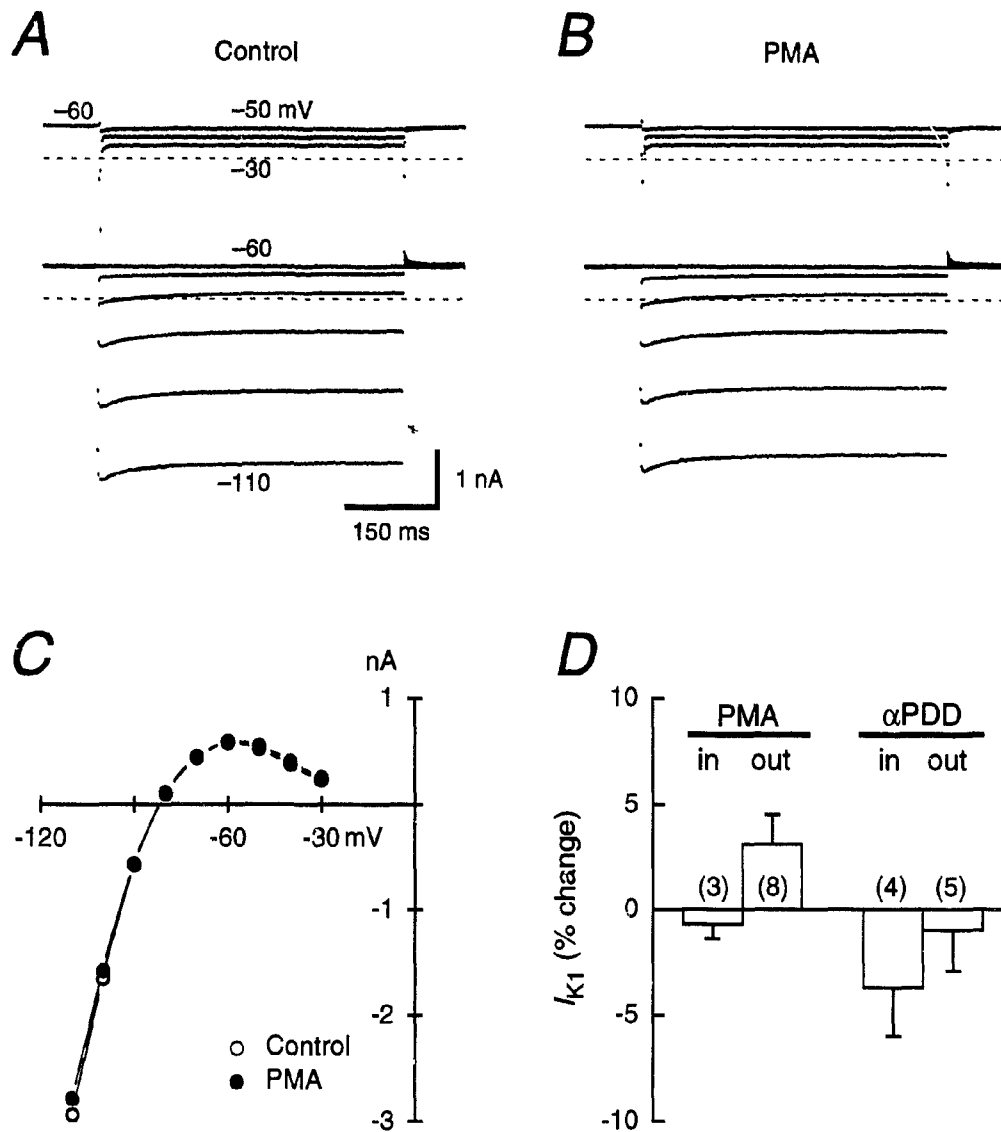 A
Control
-60
-50 mV
-30
-60
-110
1 nA
150 ms
B
PMA
C
nA
1
-120
-60
-30 mV
-1
-2
-3
Control
PMA
D
10
5
0
-5
-10
IK1 (% change)
PMA
αPDD
in out
in out
(3) (8)
(4) (5)